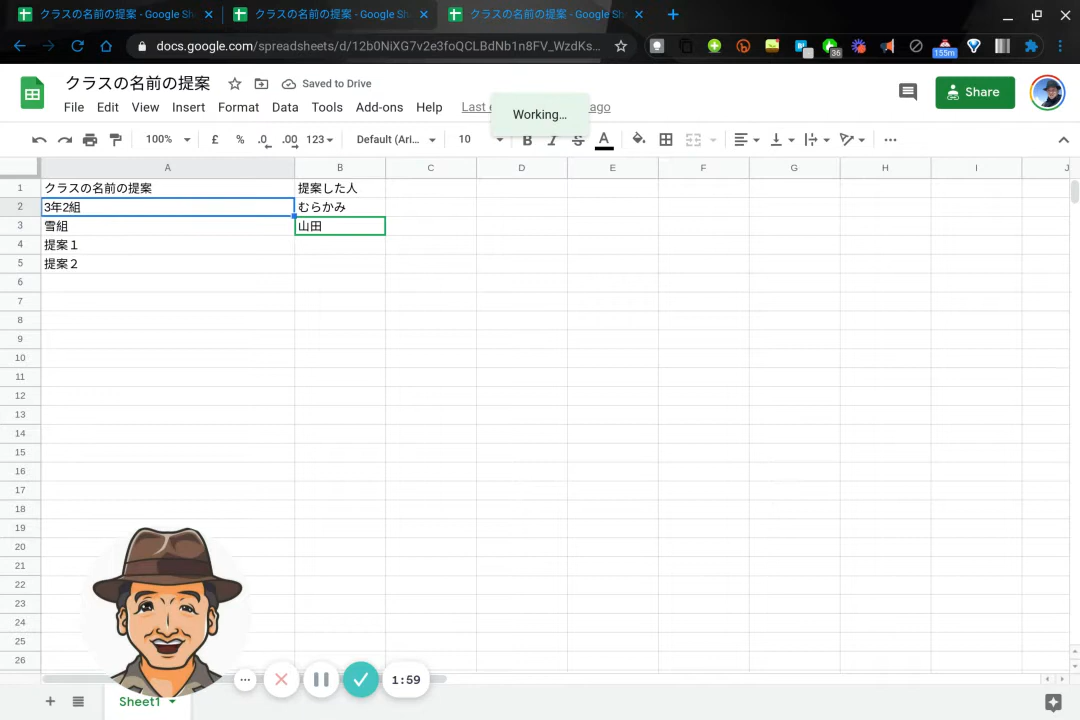 クラスの名前の提案 - Google Sh
クラスの名前の提案 - Google Sh
クラスの名前の提案 - Google Sh
docs.google.com/spreadsheets/d/12b0NiXG7v2e3foQCLBdNb1n8FV_WzdKs...
36
155m
クラスの名前の提案
Saved to Drive
File Edit View Insert Format Data Tools Add-ons Help Last e ago
Working...
Share
100% £ % .0 .00 123 Default (Ari... 10 B I S A
A B C D E F G H I J
1 クラスの名前の提案 提案した人
2 3年2組 むらかみ
3 雪組 山田
4 提案１
5 提案２
6
7
8
9
10
11
12
13
14
15
16
17
18
19
20
21
22
23
24
25
26
1:59
Sheet1